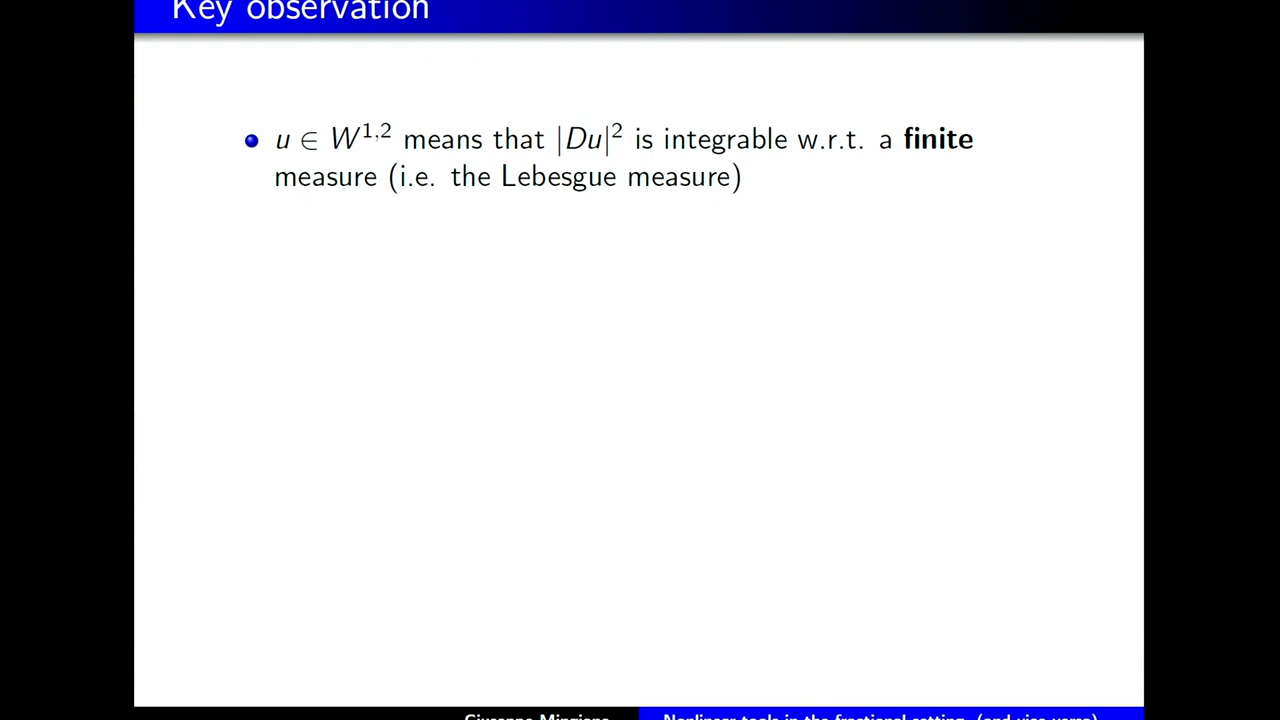 Key observation
u ∈ W^{1,2} means that |Du|^2 is integrable w.r.t. a finite
measure (i.e. the Lebesgue measure)
Giuseppe Mingione Nonlinear tools in the fractional setting (and vice versa)